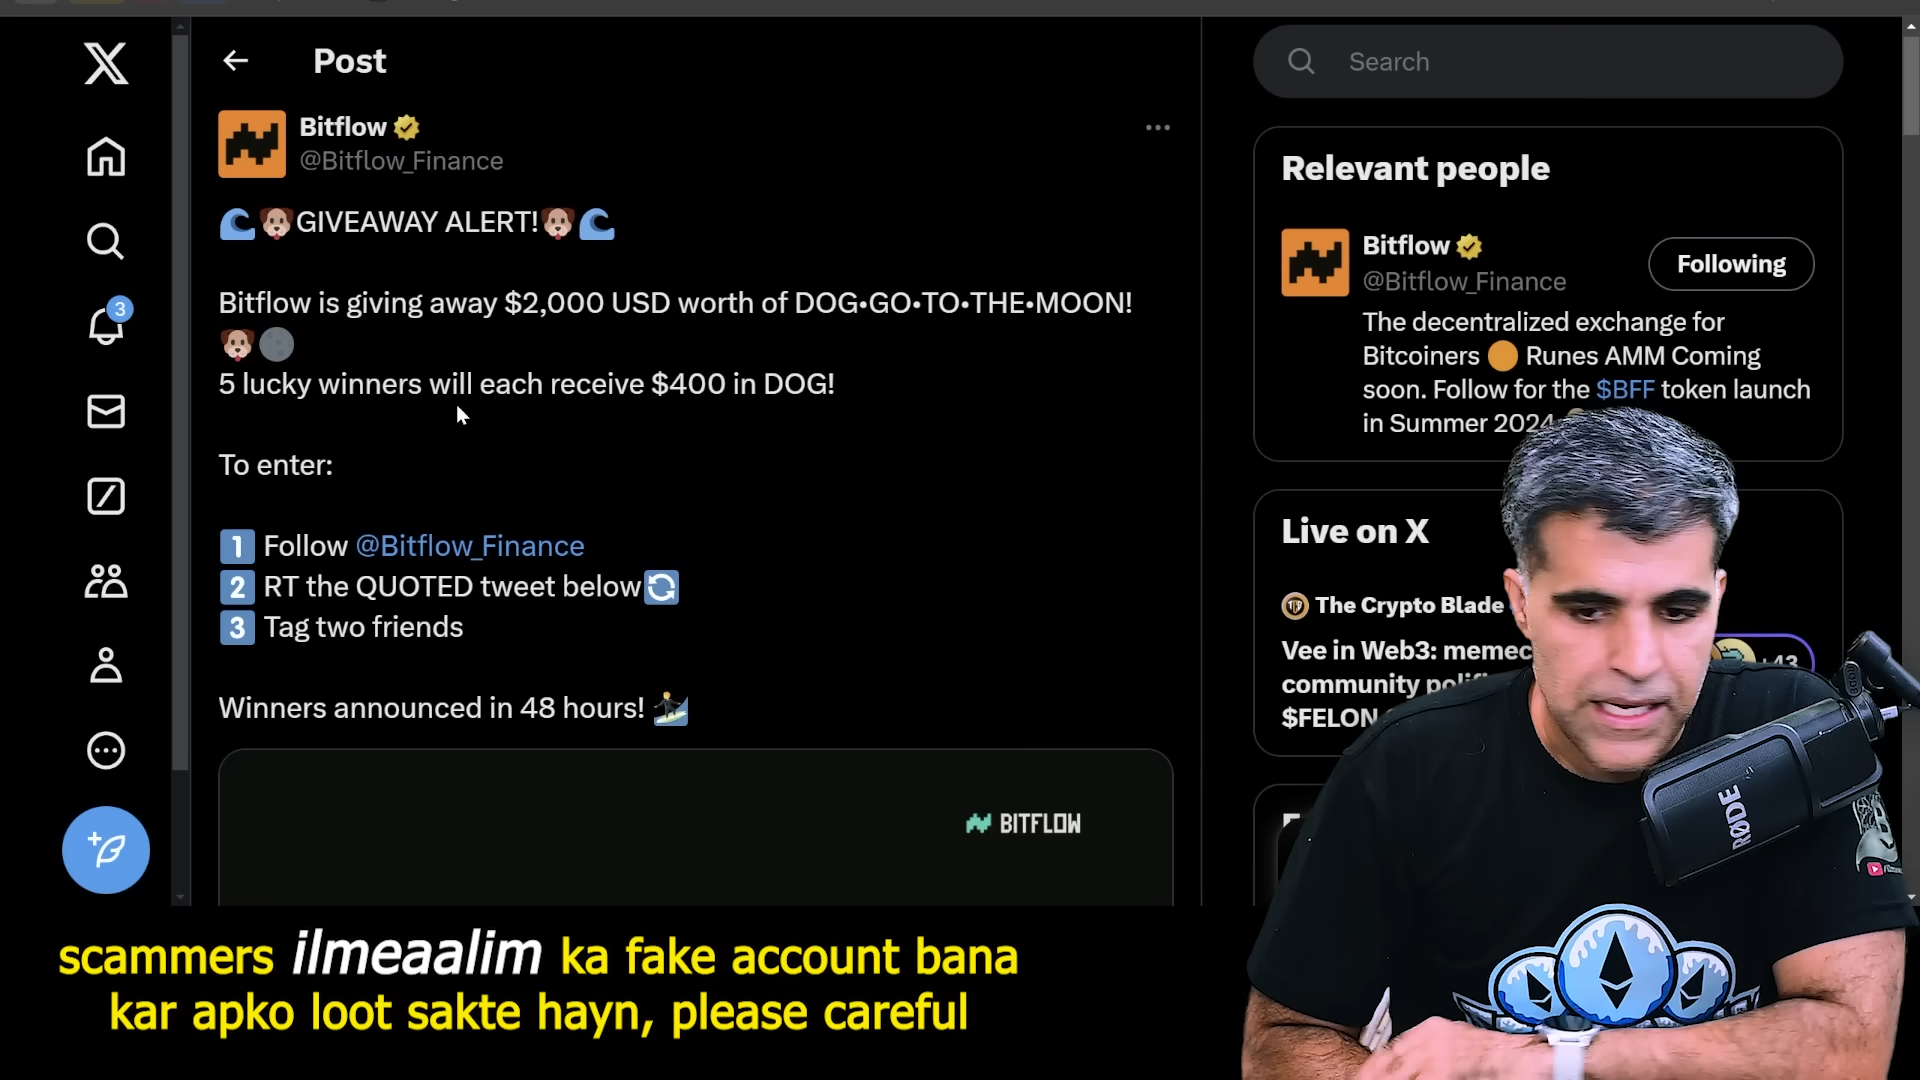 Post
Search
Bitflow
@Bitflow_Finance
GIVEAWAY ALERT!
Bitflow is giving away $2,000 USD worth of DOG•GO•TO•THE•MOON!
5 lucky winners will each receive $400 in DOG!
To enter:
1 Follow @Bitflow_Finance
2 RT the QUOTED tweet below
3 Tag two friends
Winners announced in 48 hours!
BITFLOW
3
Relevant people
Bitflow
@Bitflow_Finance
Following
The decentralized exchange for
Bitcoiners Runes AMM Coming
soon. Follow for the $BFF token launch
in Summer 2024
Live on X
The Crypto Blade
Vee in Web3:
+43
community
$FELON
RØDE
scammers ilmeaalim ka fake account bana
kar apko loot sakte hayn, please careful